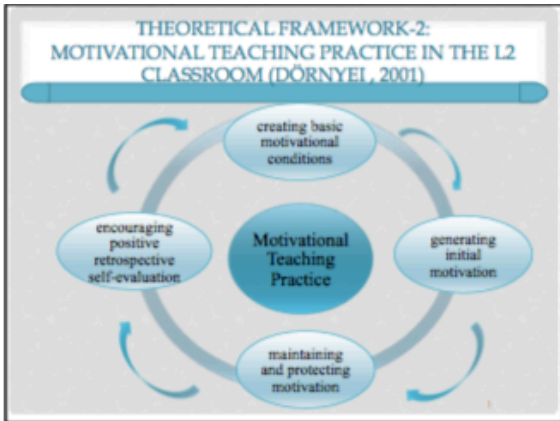 THEORETICAL FRAMEWORK-2:
MOTIVATIONAL TEACHING PRACTICE IN THE L2
CLASSROOM (DÖRNYEI , 2001)
creating basic
motivational
conditions
generating
initial
motivation
maintaining
and protecting
motivation
encouraging
positive
retrospective
self-evaluation
Motivational
Teaching
Practice